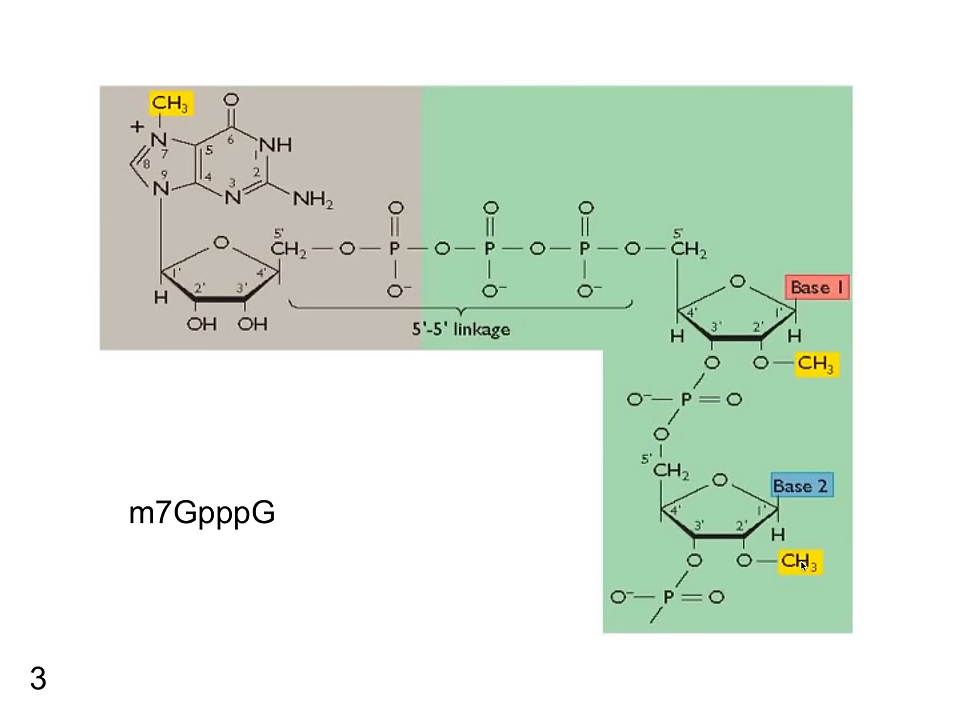 CH3
O
+
N
7
5
6
1
NH
8
9
N
4
3
N
2
NH2
O
5'
CH2 — O — P — O — P — O — P — O — CH2
O
O
O
5'
O–
O–
O–
1'
4'
2'
3'
H
OH
OH
5'-5' linkage
O
Base 1
4'
1'
3'
2'
H
H
O
O — CH3
O– — P = O
O
5'
CH2
O
Base 2
4'
1'
3'
2'
H
O
O — CH3
O– — P = O
m7GpppG
3